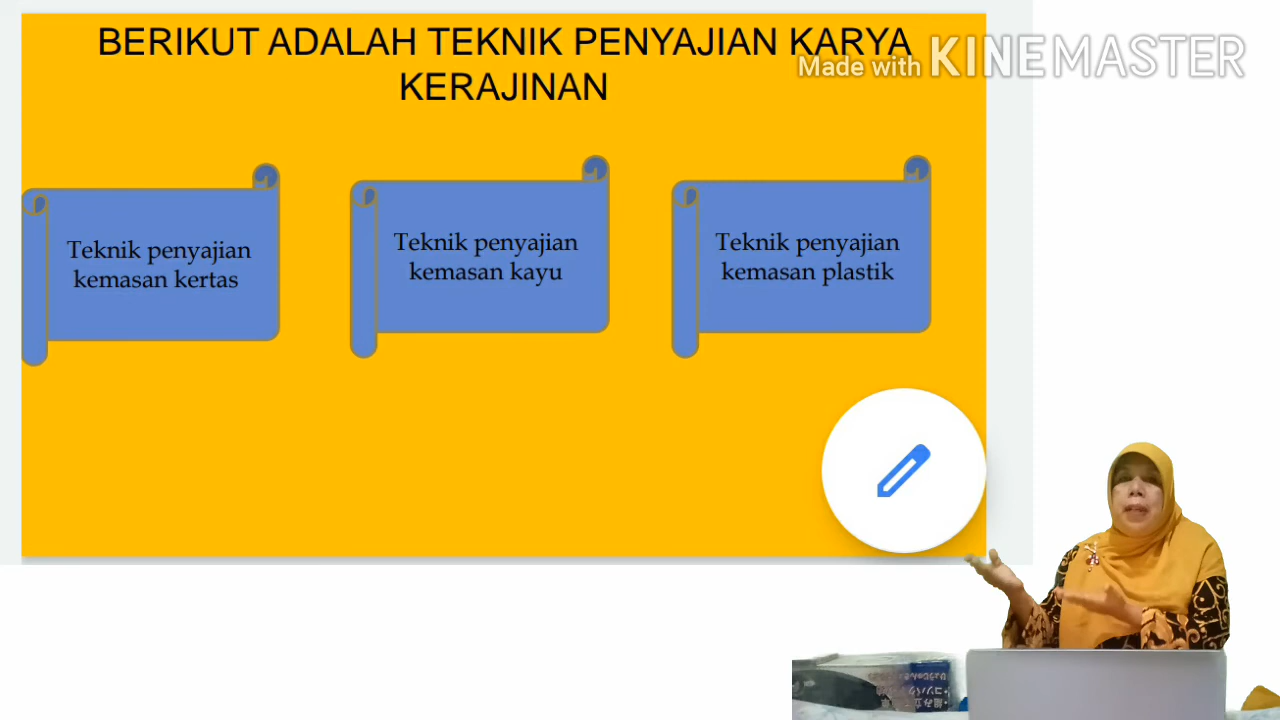 BERIKUT ADALAH TEKNIK PENYAJIAN KARYA
KERAJINAN
Made with KINEMASTER
Teknik penyajian
kemasan kertas
Teknik penyajian
kemasan kayu
Teknik penyajian
kemasan plastik